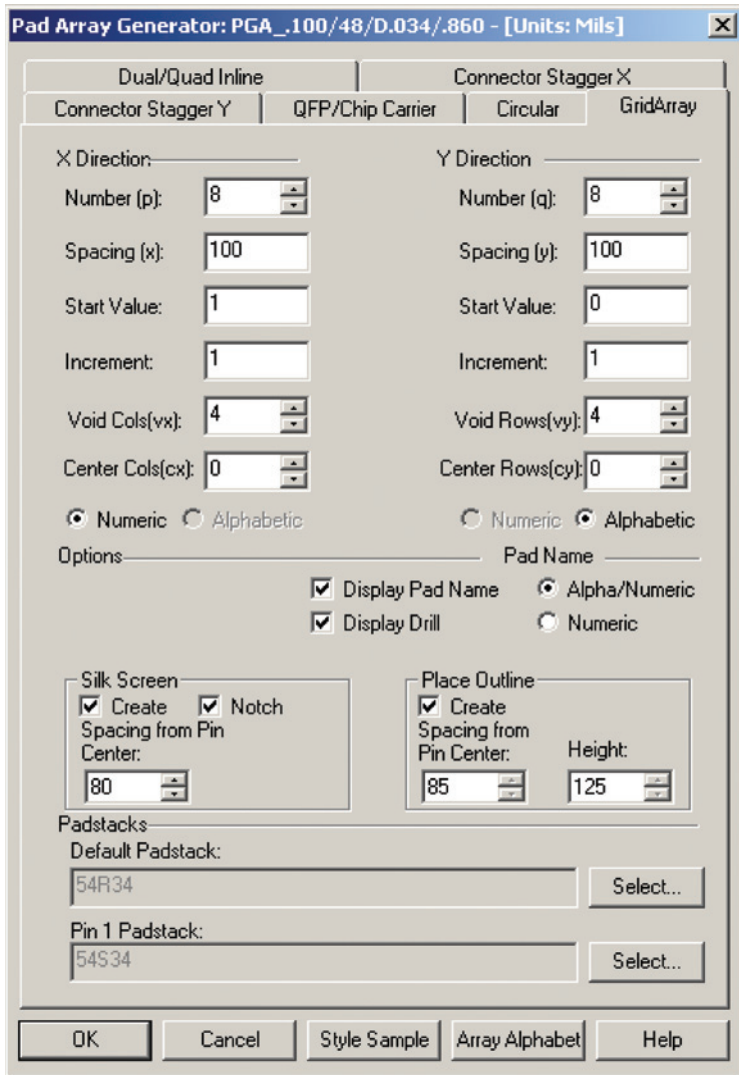 Pad Array Generator: PGA_.100/48/D.034/.860 - [Units: Mils]
Dual/Quad Inline Connector Stagger X
Connector Stagger Y QFP/Chip Carrier Circular GridArray
X Direction Y Direction
Number (p): 8 Number (q): 8
Spacing (x): 100 Spacing (y): 100
Start Value: 1 Start Value: 0
Increment: 1 Increment: 1
Void Cols(vx): 4 Void Rows(vy): 4
Center Cols(cx): 0 Center Rows(cy): 0
Numeric Alphabetic Numeric Alphabetic
Options Pad Name
Display Pad Name Alpha/Numeric
Display Drill Numeric
Silk Screen Place Outline
Create Notch Create
Spacing from Pin Spacing from
Center: Pin Center: Height:
80 85 125
Padstacks
Default Padstack:
54R34 Select...
Pin 1 Padstack:
54S34 Select...
OK Cancel Style Sample Array Alphabet Help